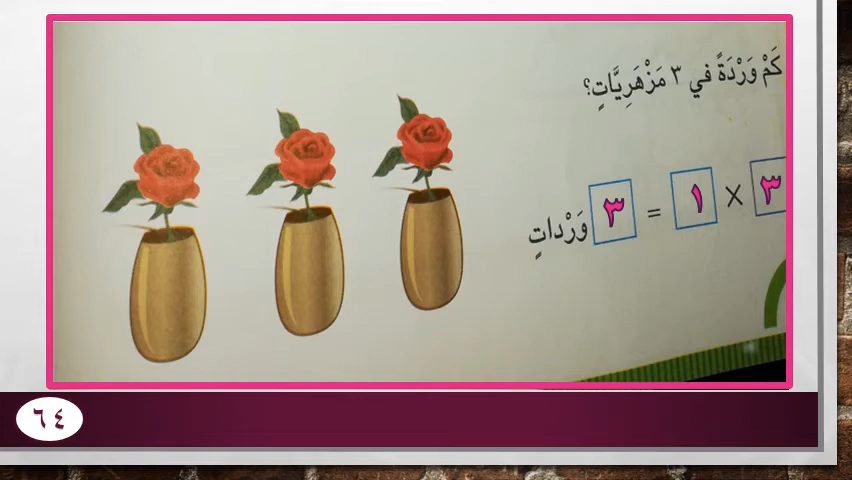 كَمْ وَرْدَةً في ٣ مَزْهَرِيَّاتٍ؟
٣ × ١ = ٣ وَرْداتٍ
٦٤